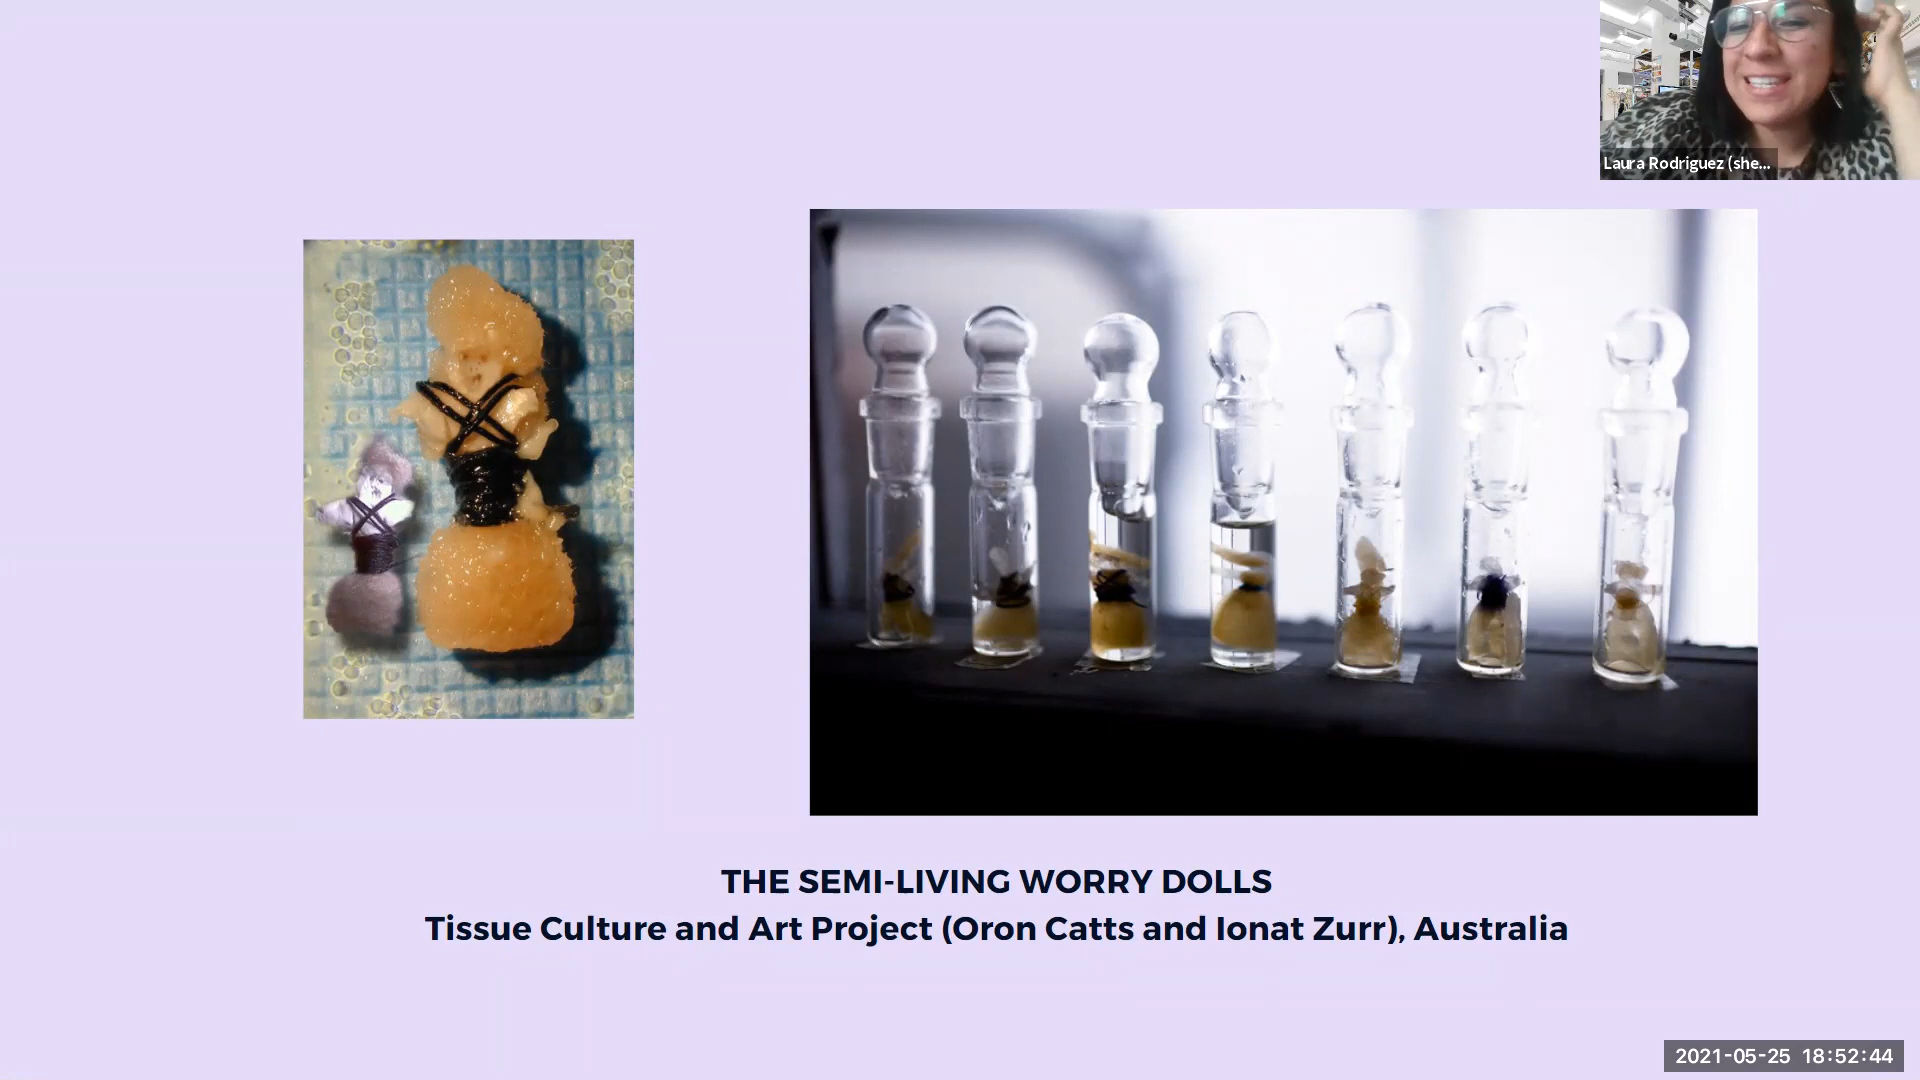 Laura Rodriguez (she...
THE SEMI-LIVING WORRY DOLLS
Tissue Culture and Art Project (Oron Catts and Ionat Zurr), Australia
2021-05-25 18:52:44